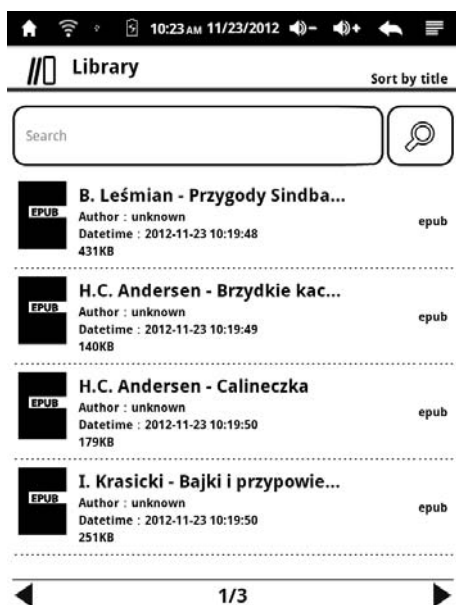 10:23 AM 11/23/2012
Library
Sort by title
Search
B. Leśmian - Przygody Sindba...
EPUB
Author : unknown
epub
Datetime : 2012-11-23 10:19:48
431KB
H.C. Andersen - Brzydkie kac...
EPUB
Author : unknown
epub
Datetime : 2012-11-23 10:19:49
140KB
H.C. Andersen - Calineczka
EPUB
Author : unknown
epub
Datetime : 2012-11-23 10:19:50
179KB
I. Krasicki - Bajki i przypowie...
EPUB
Author : unknown
epub
Datetime : 2012-11-23 10:19:50
251KB
1/3